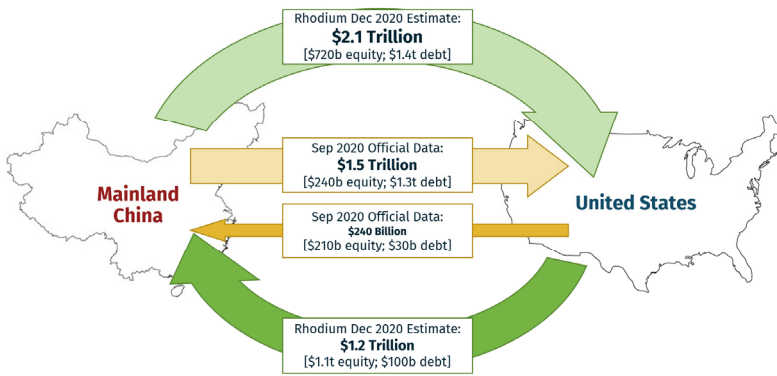 Rhodium Dec 2020 Estimate:
$2.1 Trillion
[$720b equity; $1.4t debt]
Sep 2020 Official Data:
$1.5 Trillion
[$240b equity; $1.3t debt]
Mainland
China
United States
Sep 2020 Official Data:
$240 Billion
[$210b equity; $30b debt]
Rhodium Dec 2020 Estimate:
$1.2 Trillion
[$1.1t equity; $100b debt]